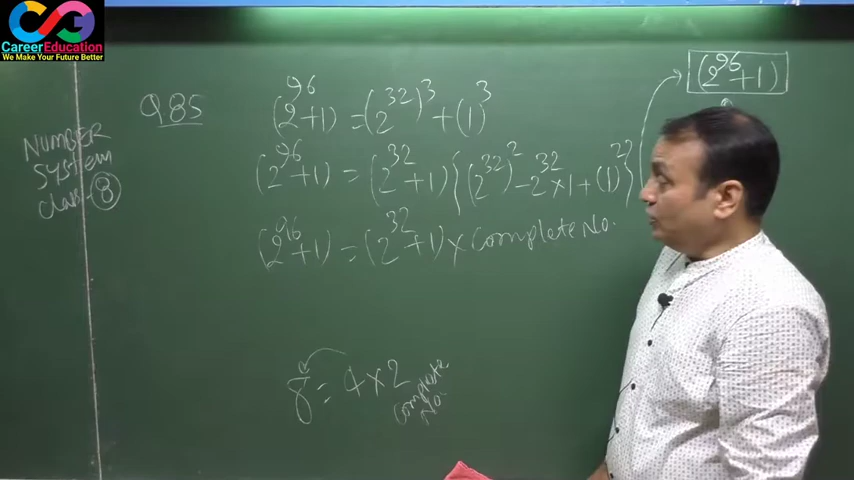 CareerEducation
We Make Your Future Better
(2^96+1)
Q85
(2^96+1) = (2^32)^3 + (1)^3
NUMBER
SYSTEM
class-8
(2^96+1) = (2^32+1) {(2^32)^2 - 2^32×1 + (1)^2}
(2^96+1) = (2^32+1) × Complete No.
8 = 4×2
Complete
No.